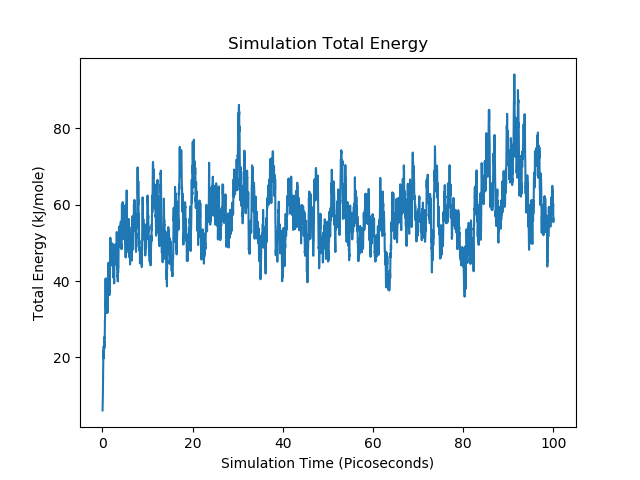 Simulation Total Energy
Total Energy (kJ/mole)
80
60
40
20
0 20 40 60 80 100
Simulation Time (Picoseconds)